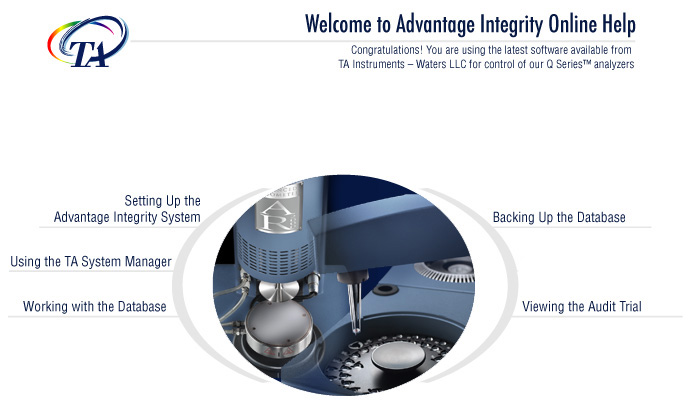 TA
Welcome to Advantage Integrity Online Help
Congratulations! You are using the latest software available from
TA Instruments – Waters LLC for control of our Q Series™ analyzers
Setting Up the
Advantage Integrity System
Using the TA System Manager
Working with the Database
Backing Up the Database
Viewing the Audit Trial
AR